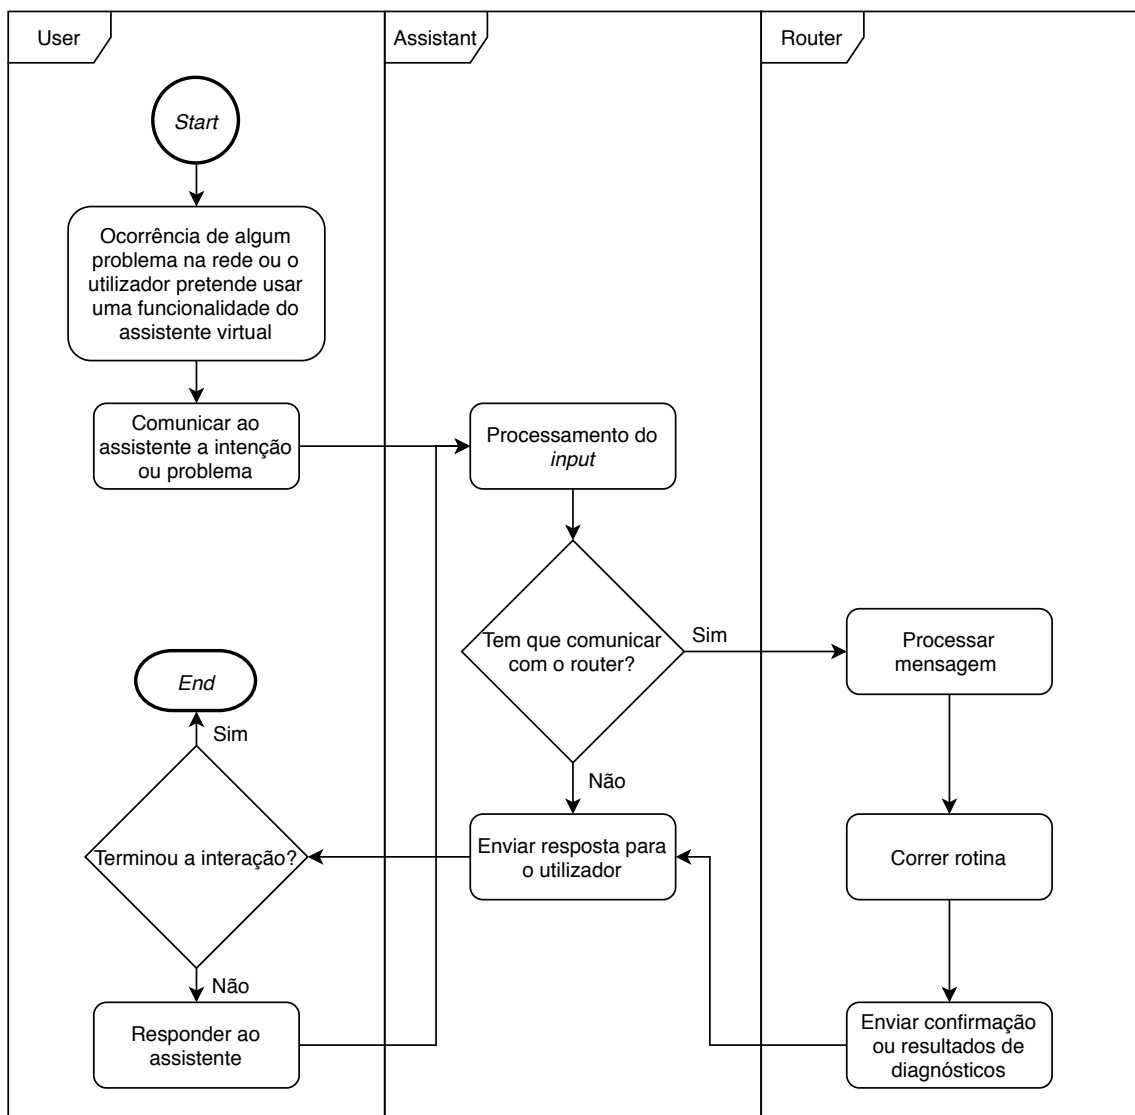 User
Assistant
Router
Start
Ocorrência de algum
problema na rede ou o
utilizador pretende usar
uma funcionalidade do
assistente virtual
Comunicar ao
assistente a intenção
ou problema
Processamento do
input
Tem que comunicar
com o router?
Sim
Processar
mensagem
End
Sim
Não
Terminou a interação?
Enviar resposta para
o utilizador
Correr rotina
Não
Responder ao
assistente
Enviar confirmação
ou resultados de
diagnósticos